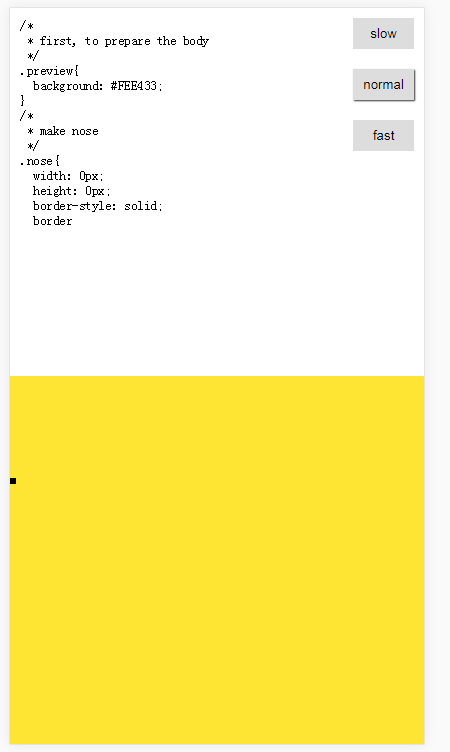 /*
 * first, to prepare the body
 */
.preview{
  background: #FEE433;
}
/*
 * make nose
 */
.nose{
  width: 0px;
  height: 0px;
  border-style: solid;
  border
slow
normal
fast